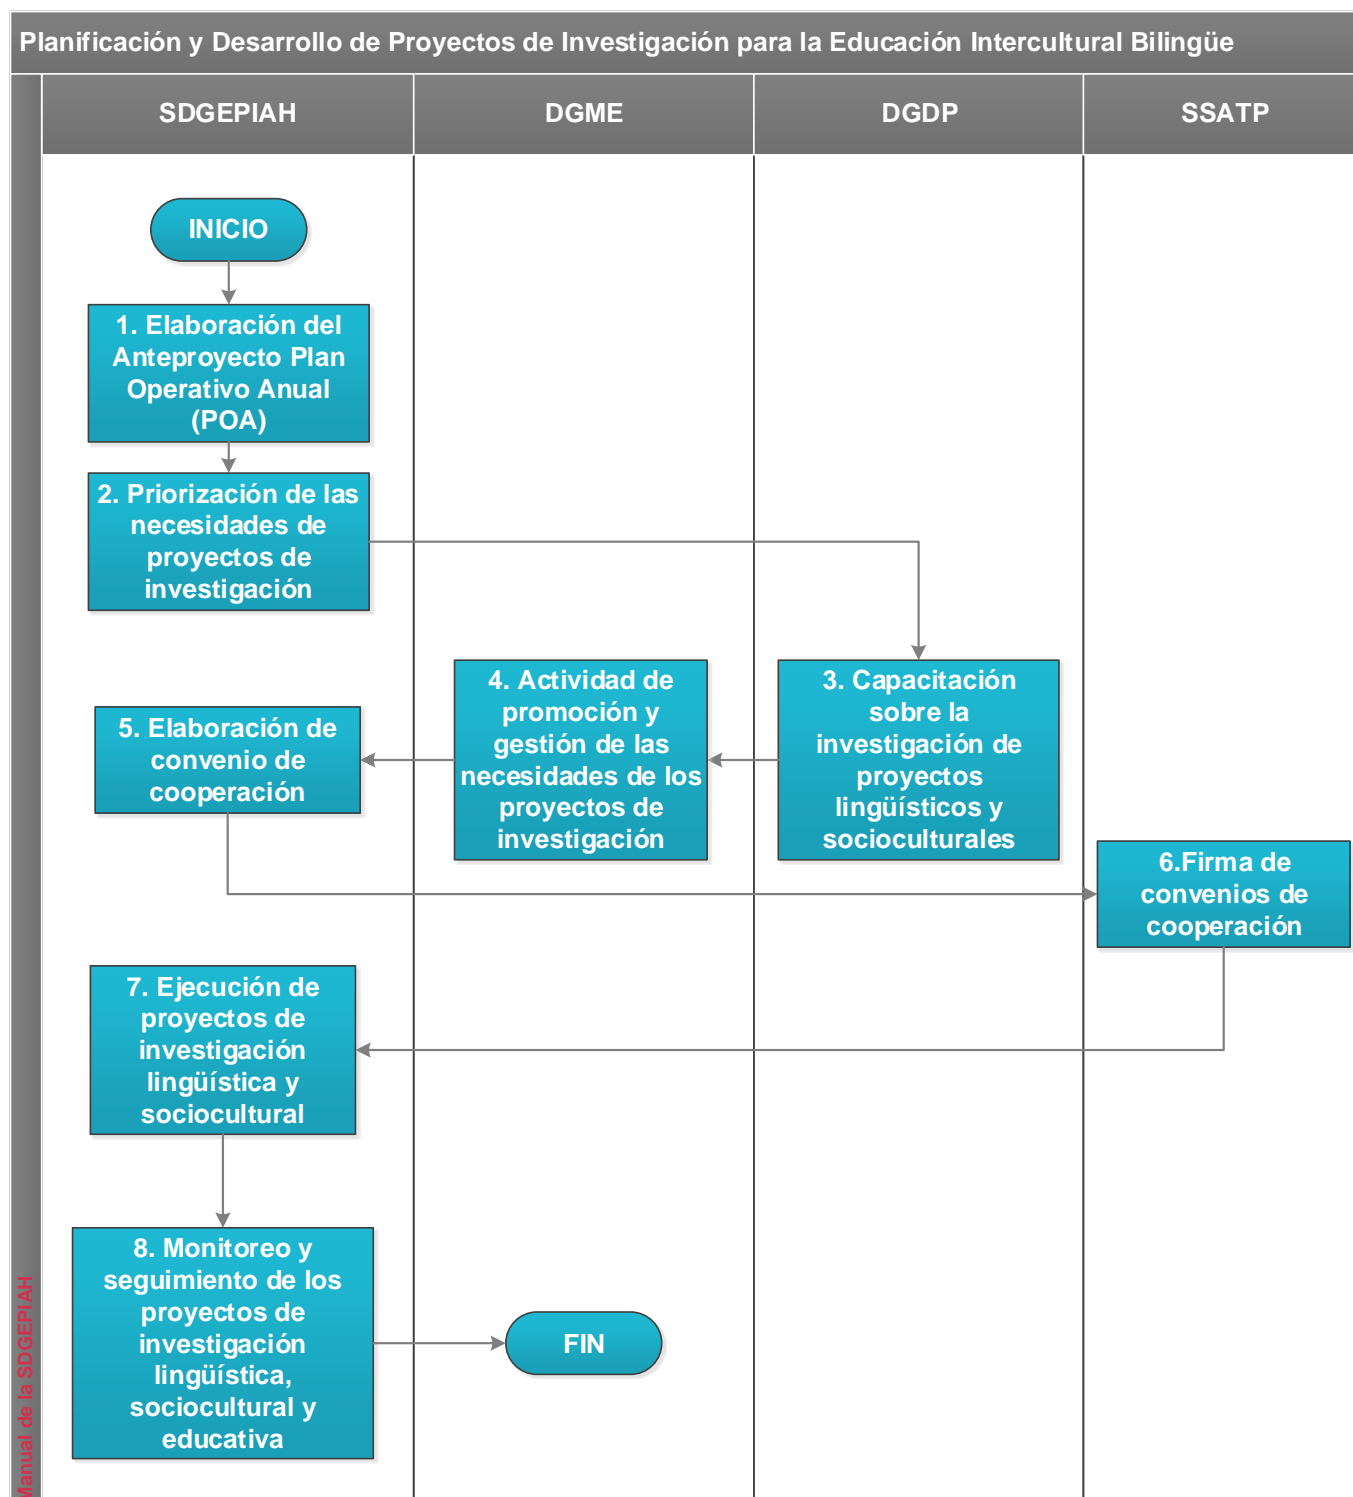 Planificación y Desarrollo de Proyectos de Investigación para la Educación Intercultural Bilingüe
SDGEPIAH
DGME
DGDP
SSATP
INICIO
1. Elaboración del
Anteproyecto Plan
Operativo Anual
(POA)
2. Priorización de las
necesidades de
proyectos de
investigación
3. Capacitación
sobre la
investigación de
proyectos
lingüísticos y
socioculturales
4. Actividad de
promoción y
gestión de las
necesidades de los
proyectos de
investigación
5. Elaboración de
convenio de
cooperación
6.Firma de
convenios de
cooperación
7. Ejecución de
proyectos de
investigación
lingüística y
sociocultural
8. Monitoreo y
seguimiento de los
proyectos de
investigación
lingüística,
sociocultural y
educativa
FIN
Manual de la SDGEPIAH